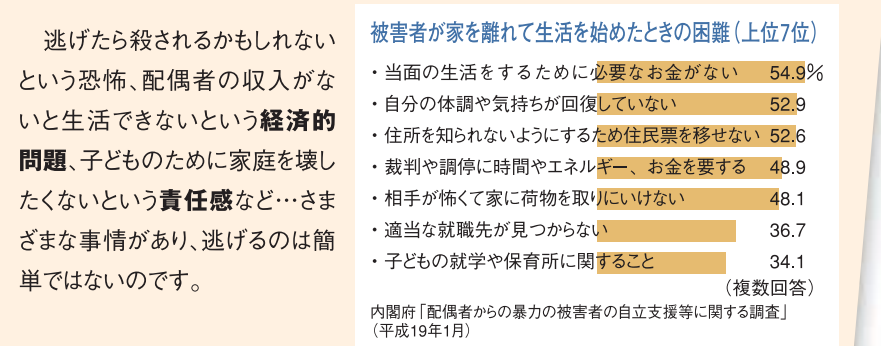 逃げたら殺されるかもしれない
という恐怖、配偶者の収入がな
いと生活できないという経済的
問題、子どものために家庭を壊し
たくないという責任感など…さま
ざまな事情があり、逃げるのは簡
単ではないのです。
被害者が家を離れて生活を始めたときの困難（上位7位）
・当面の生活をするために必要なお金がない 54.9％
・自分の体調や気持ちが回復していない 52.9
・住所を知られないようにするため住民票を移せない 52.6
・裁判や調停に時間やエネルギー、お金を要する 48.9
・相手が怖くて家に荷物を取りにいけない 48.1
・適当な就職先が見つからない 36.7
・子どもの就学や保育所に関すること 34.1
（複数回答）
内閣府「配偶者からの暴力の被害者の自立支援等に関する調査」
（平成19年1月）